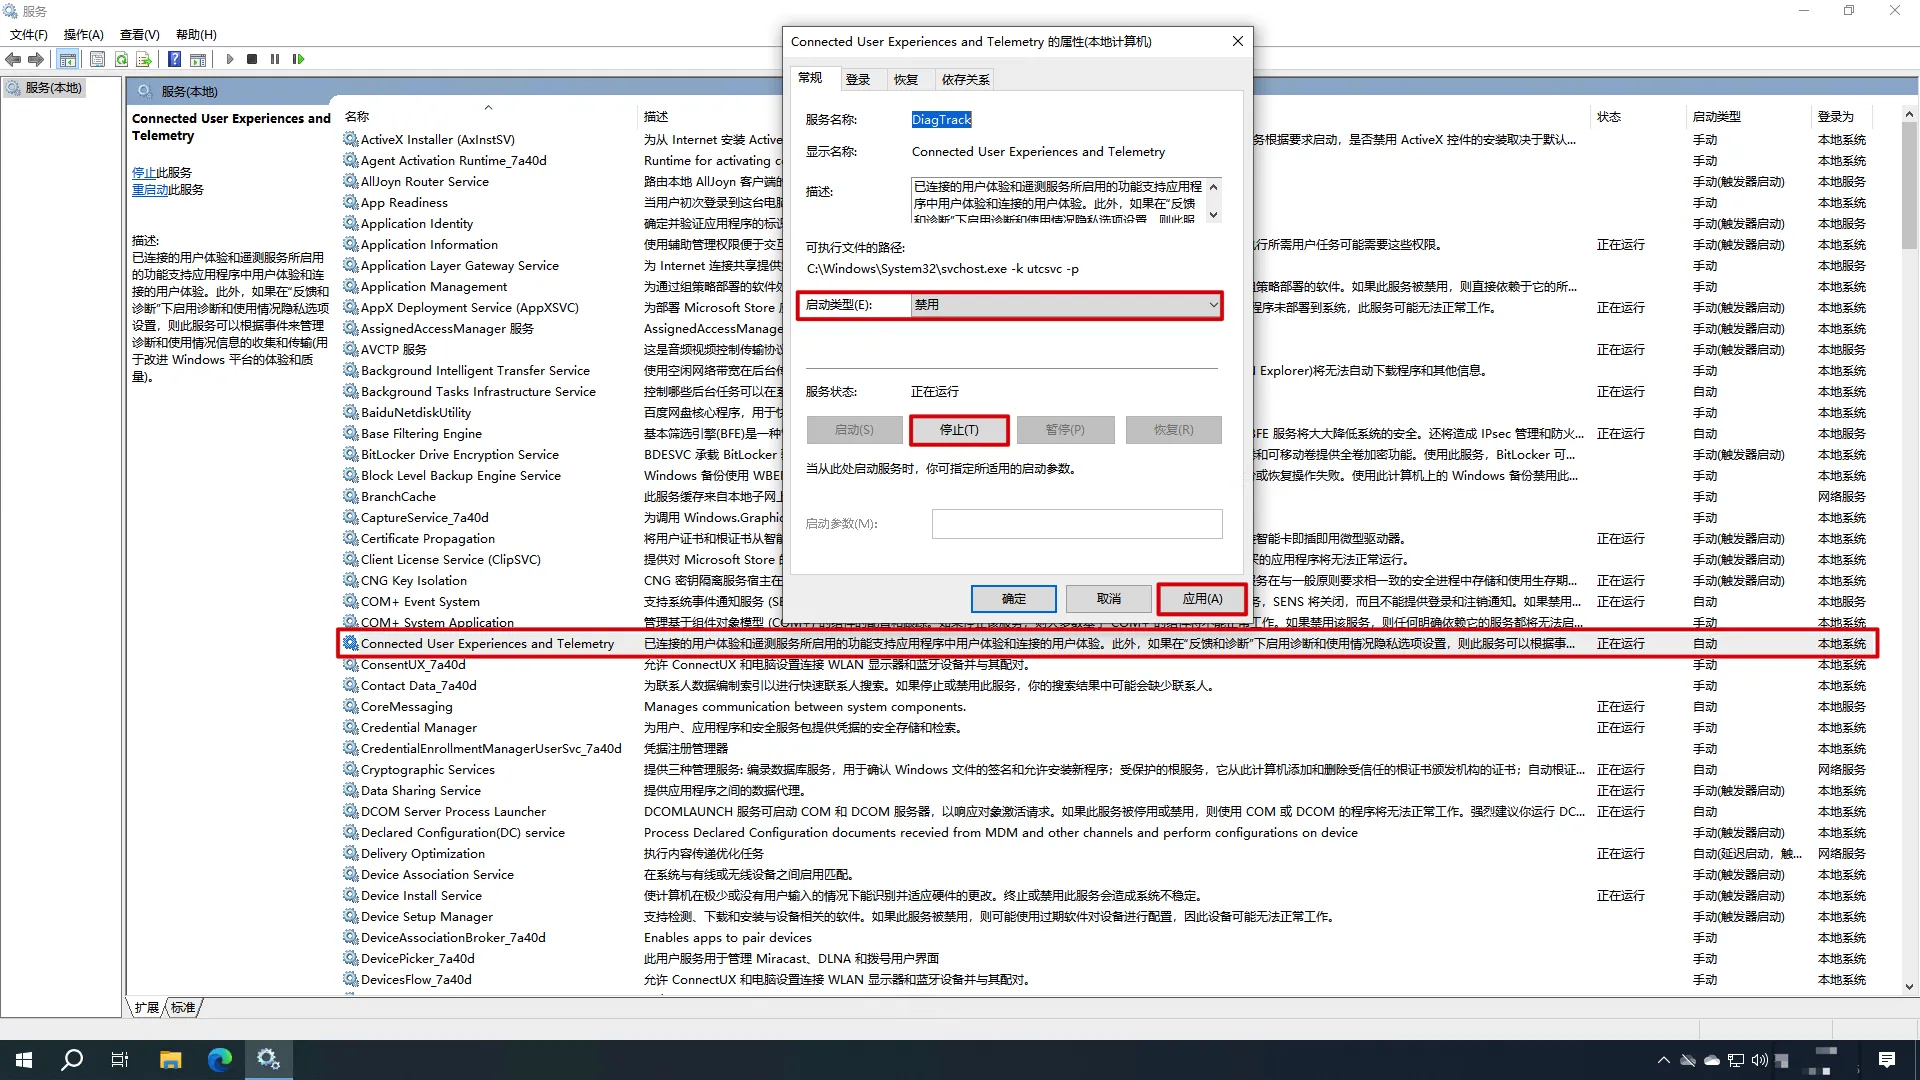 服务
文件(F) 操作(A) 查看(V) 帮助(H)
服务(本地)
服务(本地)
Connected User Experiences and Telemetry
停止此服务
重启动此服务
描述:
已连接的用户体验和遥测服务所启用
的功能支持应用程序中用户体验和连
接的用户体验。此外，如果在“反馈和
诊断”下启用诊断和使用情况隐私选项
设置，则此服务可以根据事件来管理
诊断和使用情况信息的收集和传输(用
于改进 Windows 平台的体验和质
量)。
名称 描述 状态 启动类型 登录为
ActiveX Installer (AxInstSV) 为从 Internet 安装 Active 务根据要求启动，是否禁用 ActiveX 控件的安装取决于默认... 手动 本地系统
Agent Activation Runtime_7a40d Runtime for activating 手动 本地系统
AllJoyn Router Service 路由本地 AllJoyn 客户端的 手动(触发器启动) 本地服务
App Readiness 当用户初次登录到这台电脑 手动 本地系统
Application Identity 确定并验证应用程序的标识 手动(触发器启动) 本地服务
Application Information 使用辅助管理权限便于交互 行所需用户任务可能需要这些权限。 正在运行 手动(触发器启动) 本地系统
Application Layer Gateway Service 为 Internet 连接共享提供 手动 本地服务
Application Management 为通过组策略部署的软件处 组策略部署的软件。如果此服务被禁用，则直接依赖于它的所... 手动 本地系统
AppX Deployment Service (AppXSVC) 为部署 Microsoft Store 程序未部署到系统，此服务可能无法正常工作。 正在运行 手动(触发器启动) 本地系统
AssignedAccessManager 服务 AssignedAccessManage 手动(触发器启动) 本地系统
AVCTP 服务 这是音频视频控制传输协议 正在运行 手动(触发器启动) 本地服务
Background Intelligent Transfer Service 使用空闲网络带宽在后台传 Explorer)将无法自动下载程序和其他信息。 手动 本地系统
Background Tasks Infrastructure Service 控制哪些后台任务可以在系 正在运行 自动 本地系统
BaiduNetdiskUtility 百度网盘核心程序，用于快 手动 本地系统
Base Filtering Engine 基本筛选引擎(BFE)是一种 BFE 服务将大大降低系统的安全。还将造成 IPsec 管理和防火... 正在运行 自动 本地服务
BitLocker Drive Encryption Service BDESVC 承载 BitLocker 和可移动卷提供全卷加密功能。使用此服务，BitLocker 可... 手动(触发器启动) 本地系统
Block Level Backup Engine Service Windows 备份使用 WBE 或恢复操作失败。使用此计算机上的 Windows 备份禁用此... 手动 本地系统
BranchCache 此服务缓存来自本地子网上 手动 网络服务
CaptureService_7a40d 为调用 Windows.Graphic 手动 本地系统
Certificate Propagation 将用户证书和根证书从智能 智能卡即插即用微型驱动器。 正在运行 手动(触发器启动) 本地系统
Client License Service (ClipSVC) 提供对 Microsoft Store 的 买的应用程序将无法正常运行。 手动(触发器启动) 本地系统
CNG Key Isolation CNG 密钥隔离服务宿主在 务在与一般原则要求相一致的安全进程中存储和使用生存期... 正在运行 手动(触发器启动) 本地系统
COM+ Event System 支持系统事件通知服务 (SE 务，SENS 将关闭，而且不能提供登录和注销通知。如果禁用... 正在运行 自动 本地服务
COM+ System Application 管理基于组件对象模型 (COM+) 的组件的配置和跟踪。如果停止该服务，则大多数基于 COM+ 的组件将不能正常工作。如果禁用该服务，则任何明确依赖它的服务都将无法启... 手动 本地系统
Connected User Experiences and Telemetry 已连接的用户体验和遥测服务所启用的功能支持应用程序中用户体验和连接的用户体验。此外，如果在“反馈和诊断”下启用诊断和使用情况隐私选项设置，则此服务可以根据事... 正在运行 自动 本地系统
ConsentUX_7a40d 允许 ConnectUX 和电脑设置连接 WLAN 显示器和蓝牙设备并与其配对。 手动 本地系统
Contact Data_7a40d 为联系人数据编制索引以进行快速联系人搜索。如果停止或禁用此服务，你的搜索结果中可能会缺少联系人。 手动 本地系统
CoreMessaging Manages communication between system components. 正在运行 自动 本地服务
Credential Manager 为用户、应用程序和安全服务包提供凭据的安全存储和检索。 正在运行 手动 本地系统
CredentialEnrollmentManagerUserSvc_7a40d 凭据注册管理器 手动 本地系统
Cryptographic Services 提供三种管理服务: 编录数据库服务，用于确认 Windows 文件的签名和允许安装新程序；受保护的根服务，它从此计算机添加和删除受信任的根证书颁发机构的证书；自动根证... 正在运行 自动 网络服务
Data Sharing Service 提供应用程序之间的数据代理。 正在运行 手动(触发器启动) 本地系统
DCOM Server Process Launcher DCOMLAUNCH 服务可启动 COM 和 DCOM 服务器，以响应对象激活请求。如果此服务被停用或禁用，则使用 COM 或 DCOM 的程序将无法正常工作。强烈建议你运行 DC... 正在运行 自动 本地系统
Declared Configuration(DC) service Process Declared Configuration documents recevied from MDM and other channels and perform configurations on device 手动(触发器启动) 本地系统
Delivery Optimization 执行内容传递优化任务 正在运行 自动(延迟启动，触... 网络服务
Device Association Service 在系统与有线或无线设备之间启用匹配。 手动(触发器启动) 本地系统
Device Install Service 使计算机在极少或没有用户输入的情况下能识别并适应硬件的更改。终止或禁用此服务会造成系统不稳定。 正在运行 手动(触发器启动) 本地系统
Device Setup Manager 支持检测、下载和安装与设备相关的软件。如果此服务被禁用，则可能使用过期软件对设备进行配置，因此设备可能无法正常工作。 手动(触发器启动) 本地系统
DeviceAssociationBroker_7a40d Enables apps to pair devices 手动 本地系统
DevicePicker_7a40d 此用户服务用于管理 Miracast、DLNA 和拨号用户界面 手动 本地系统
DevicesFlow_7a40d 允许 ConnectUX 和电脑设置连接 WLAN 显示器和蓝牙设备并与其配对。 手动 本地系统
扩展 标准
Connected User Experiences and Telemetry 的属性(本地计算机)
常规 登录 恢复 依存关系
服务名称: DiagTrack
显示名称: Connected User Experiences and Telemetry
描述: 已连接的用户体验和遥测服务所启用的功能支持应用程
序中用户体验和连接的用户体验。此外，如果在“反馈
和诊断”下启用诊断和使用情况隐私选项设置，则此服
可执行文件的路径:
C:\Windows\System32\svchost.exe -k utcsvc -p
启动类型(E): 禁用
服务状态: 正在运行
启动(S) 停止(T) 暂停(P) 恢复(R)
当从此处启动服务时，你可指定所适用的启动参数。
启动参数(M):
确定 取消 应用(A)